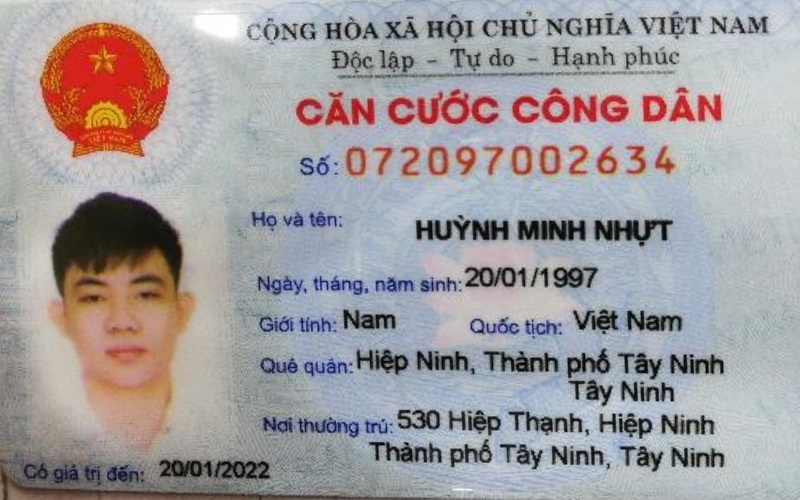 CỘNG HÒA XÃ HỘI CHỦ NGHĨA VIỆT NAM
Độc lập - Tự do - Hạnh phúc
CĂN CƯỚC CÔNG DÂN
Số: 072097002634
Họ và tên: HUỲNH MINH NHỰT
Ngày, tháng, năm sinh: 20/01/1997
Giới tính: Nam Quốc tịch: Việt Nam
Quê quán: Hiệp Ninh, Thành phố Tây Ninh
Tây Ninh
Nơi thường trú: 530 Hiệp Thạnh, Hiệp Ninh
Thành phố Tây Ninh, Tây Ninh
Có giá trị đến: 20/01/2022